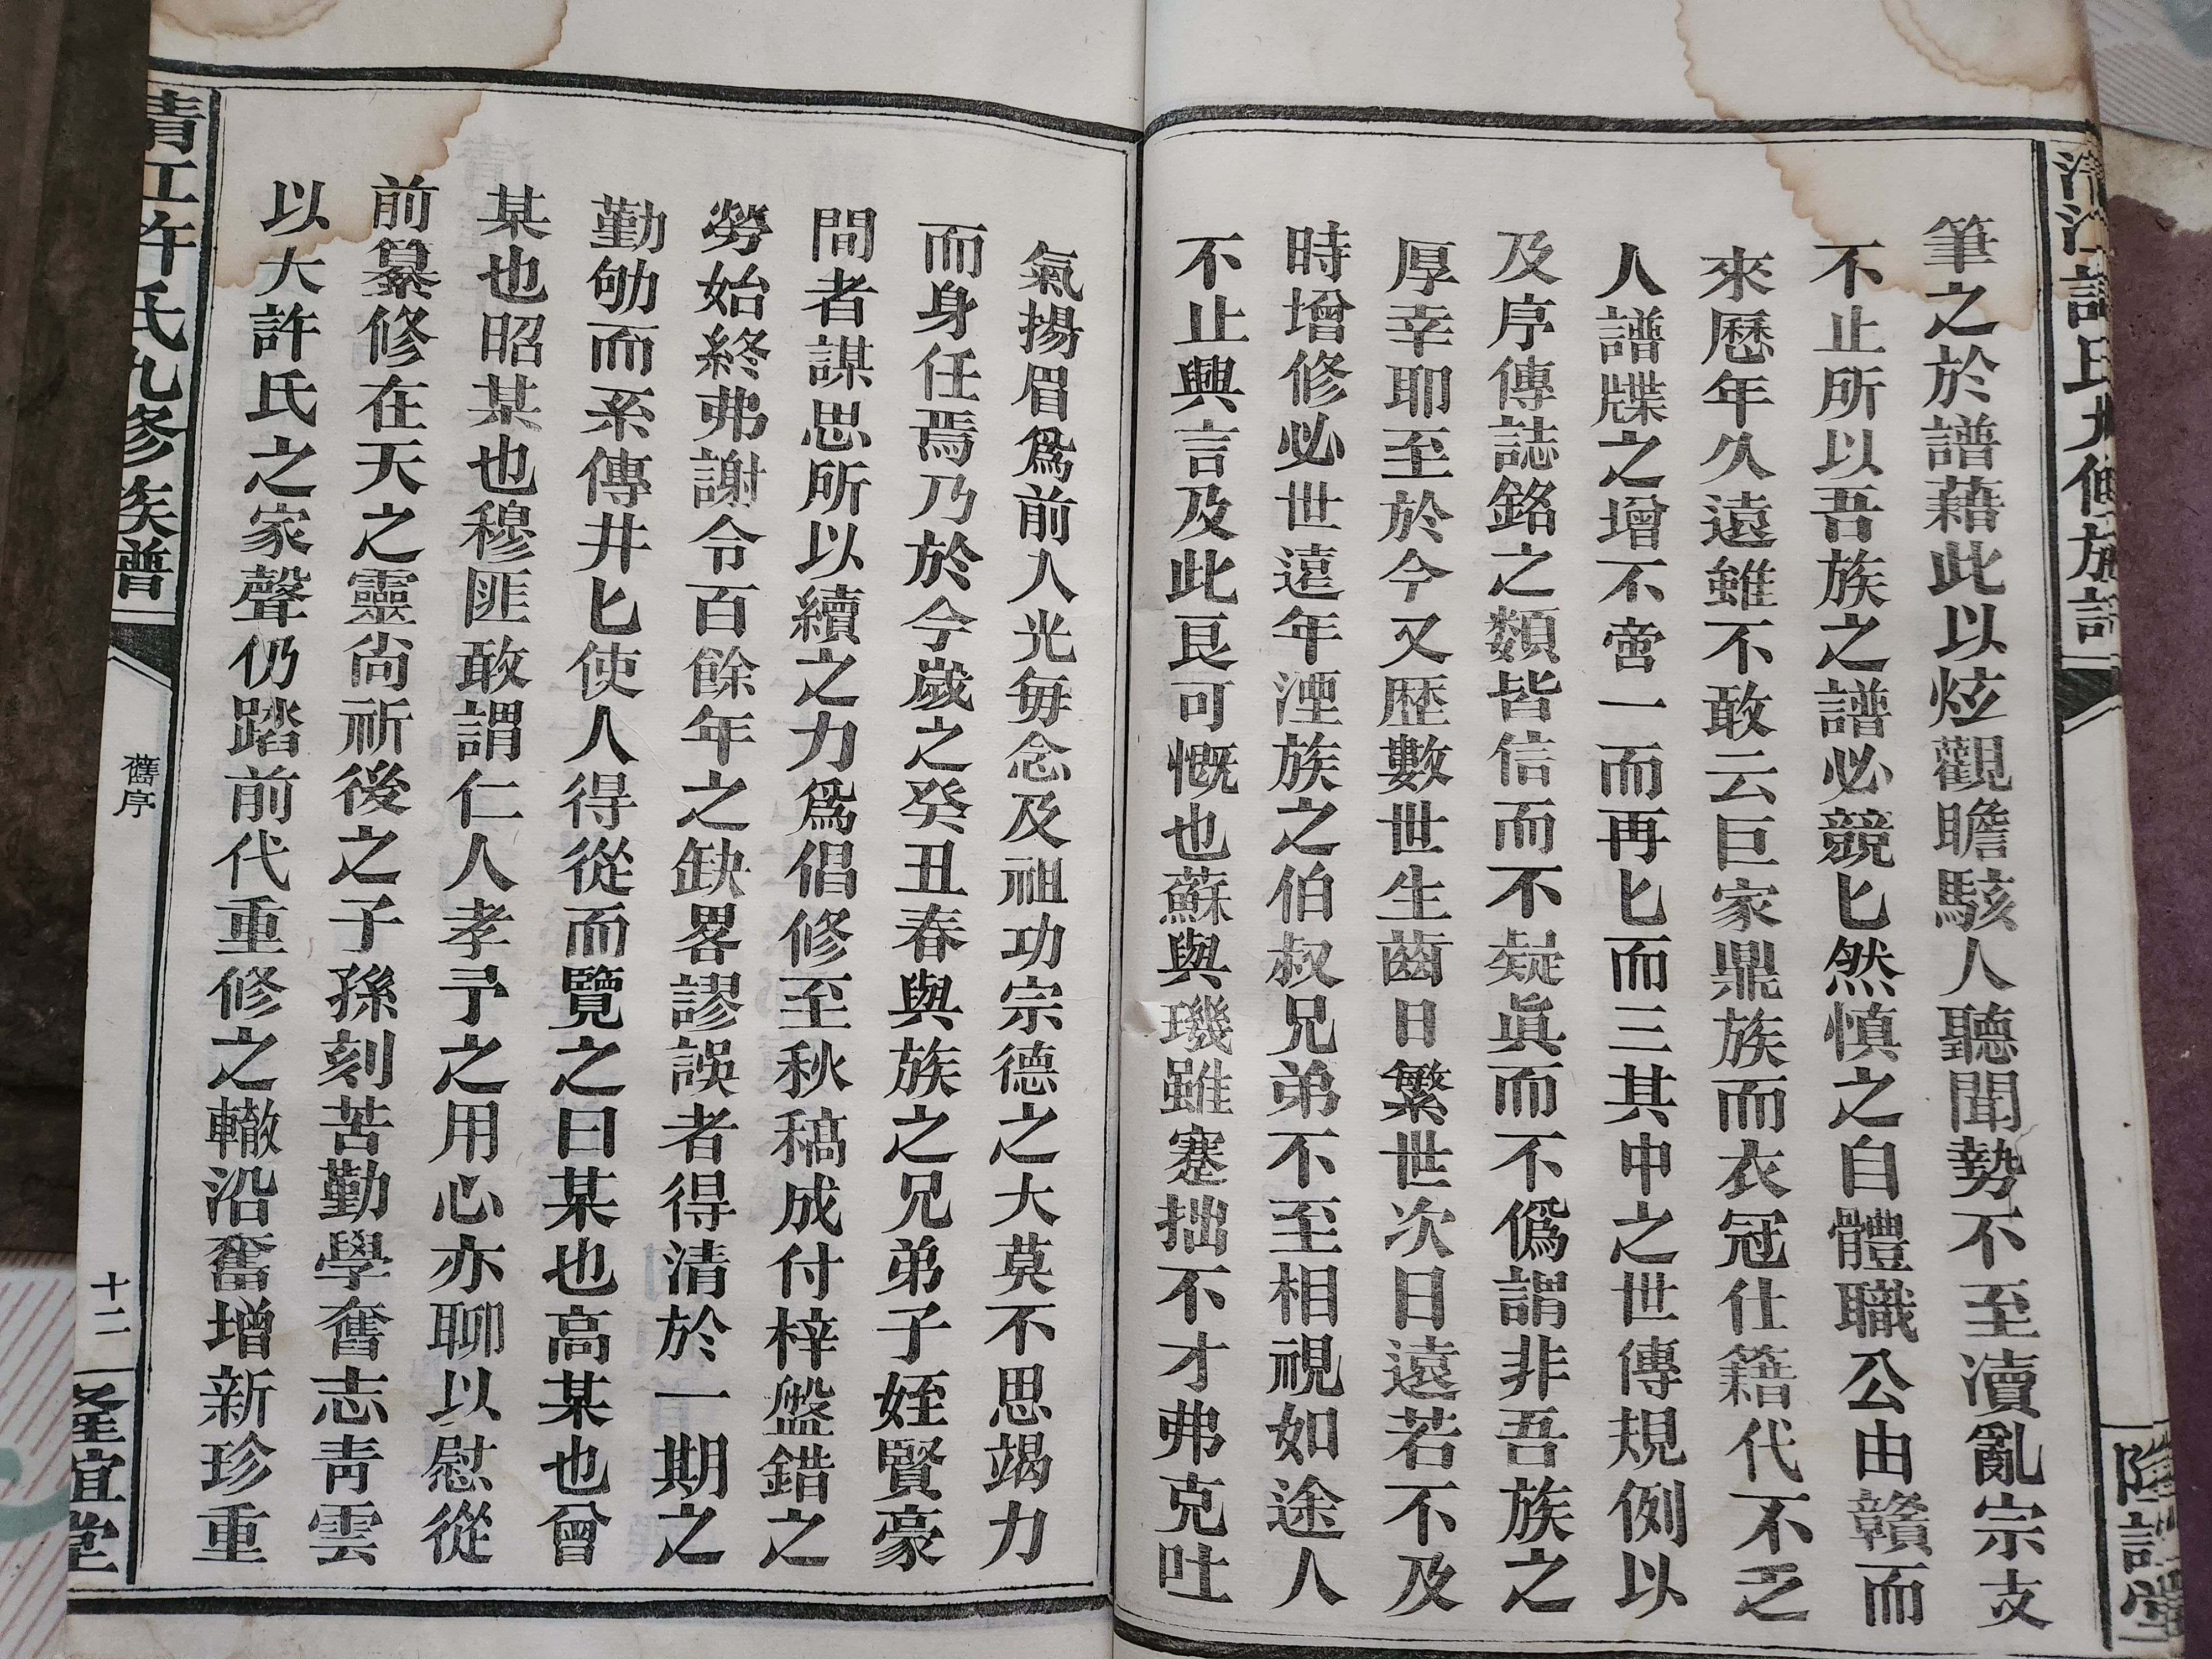 清江許氏九修族譜
筆之於譜藉此以炫觀瞻駭人聽聞勢不至瀆亂宗支
不止所以吾族之譜必競匕然慎之自體職公由贛而
來歷年久遠雖不敢云巨家鼎族而衣冠仕籍代不乏
人譜牒之增不啻一而再匕而三其中之世傳規例以
及序傳誌銘之類皆信而不疑眞而不僞謂非吾族之
厚幸耶至於今又歴數世生齒日繁世次日遠若不及
時增修必世遠年湮族之伯叔兄弟不至相視如途人
不止興言及此艮可慨也蘇與璣雖蹇拙不才弗克吐
氣揚眉爲前人光毎念及祖功宗德之大莫不思竭力
而身任焉乃於今歲之癸丑春與族之兄弟子姪賢豪
間者謀思所以續之力爲倡修至秋稿成付梓盤錯之
勞始終弗謝令百餘年之缺畧謬誤者得清於一期之
勤劬而系傳井匕使人得從而覽之曰某也高某也曾
某也昭某也穆匪敢謂仁人孝子之用心亦聊以慰從
前纂修在天之靈尙祈後之子孫刻苦勤學奮志靑雲
以大許氏之家聲仍踏前代重修之轍沿奮增新珍重
清江許氏九修族譜
舊序
十二
宜堂